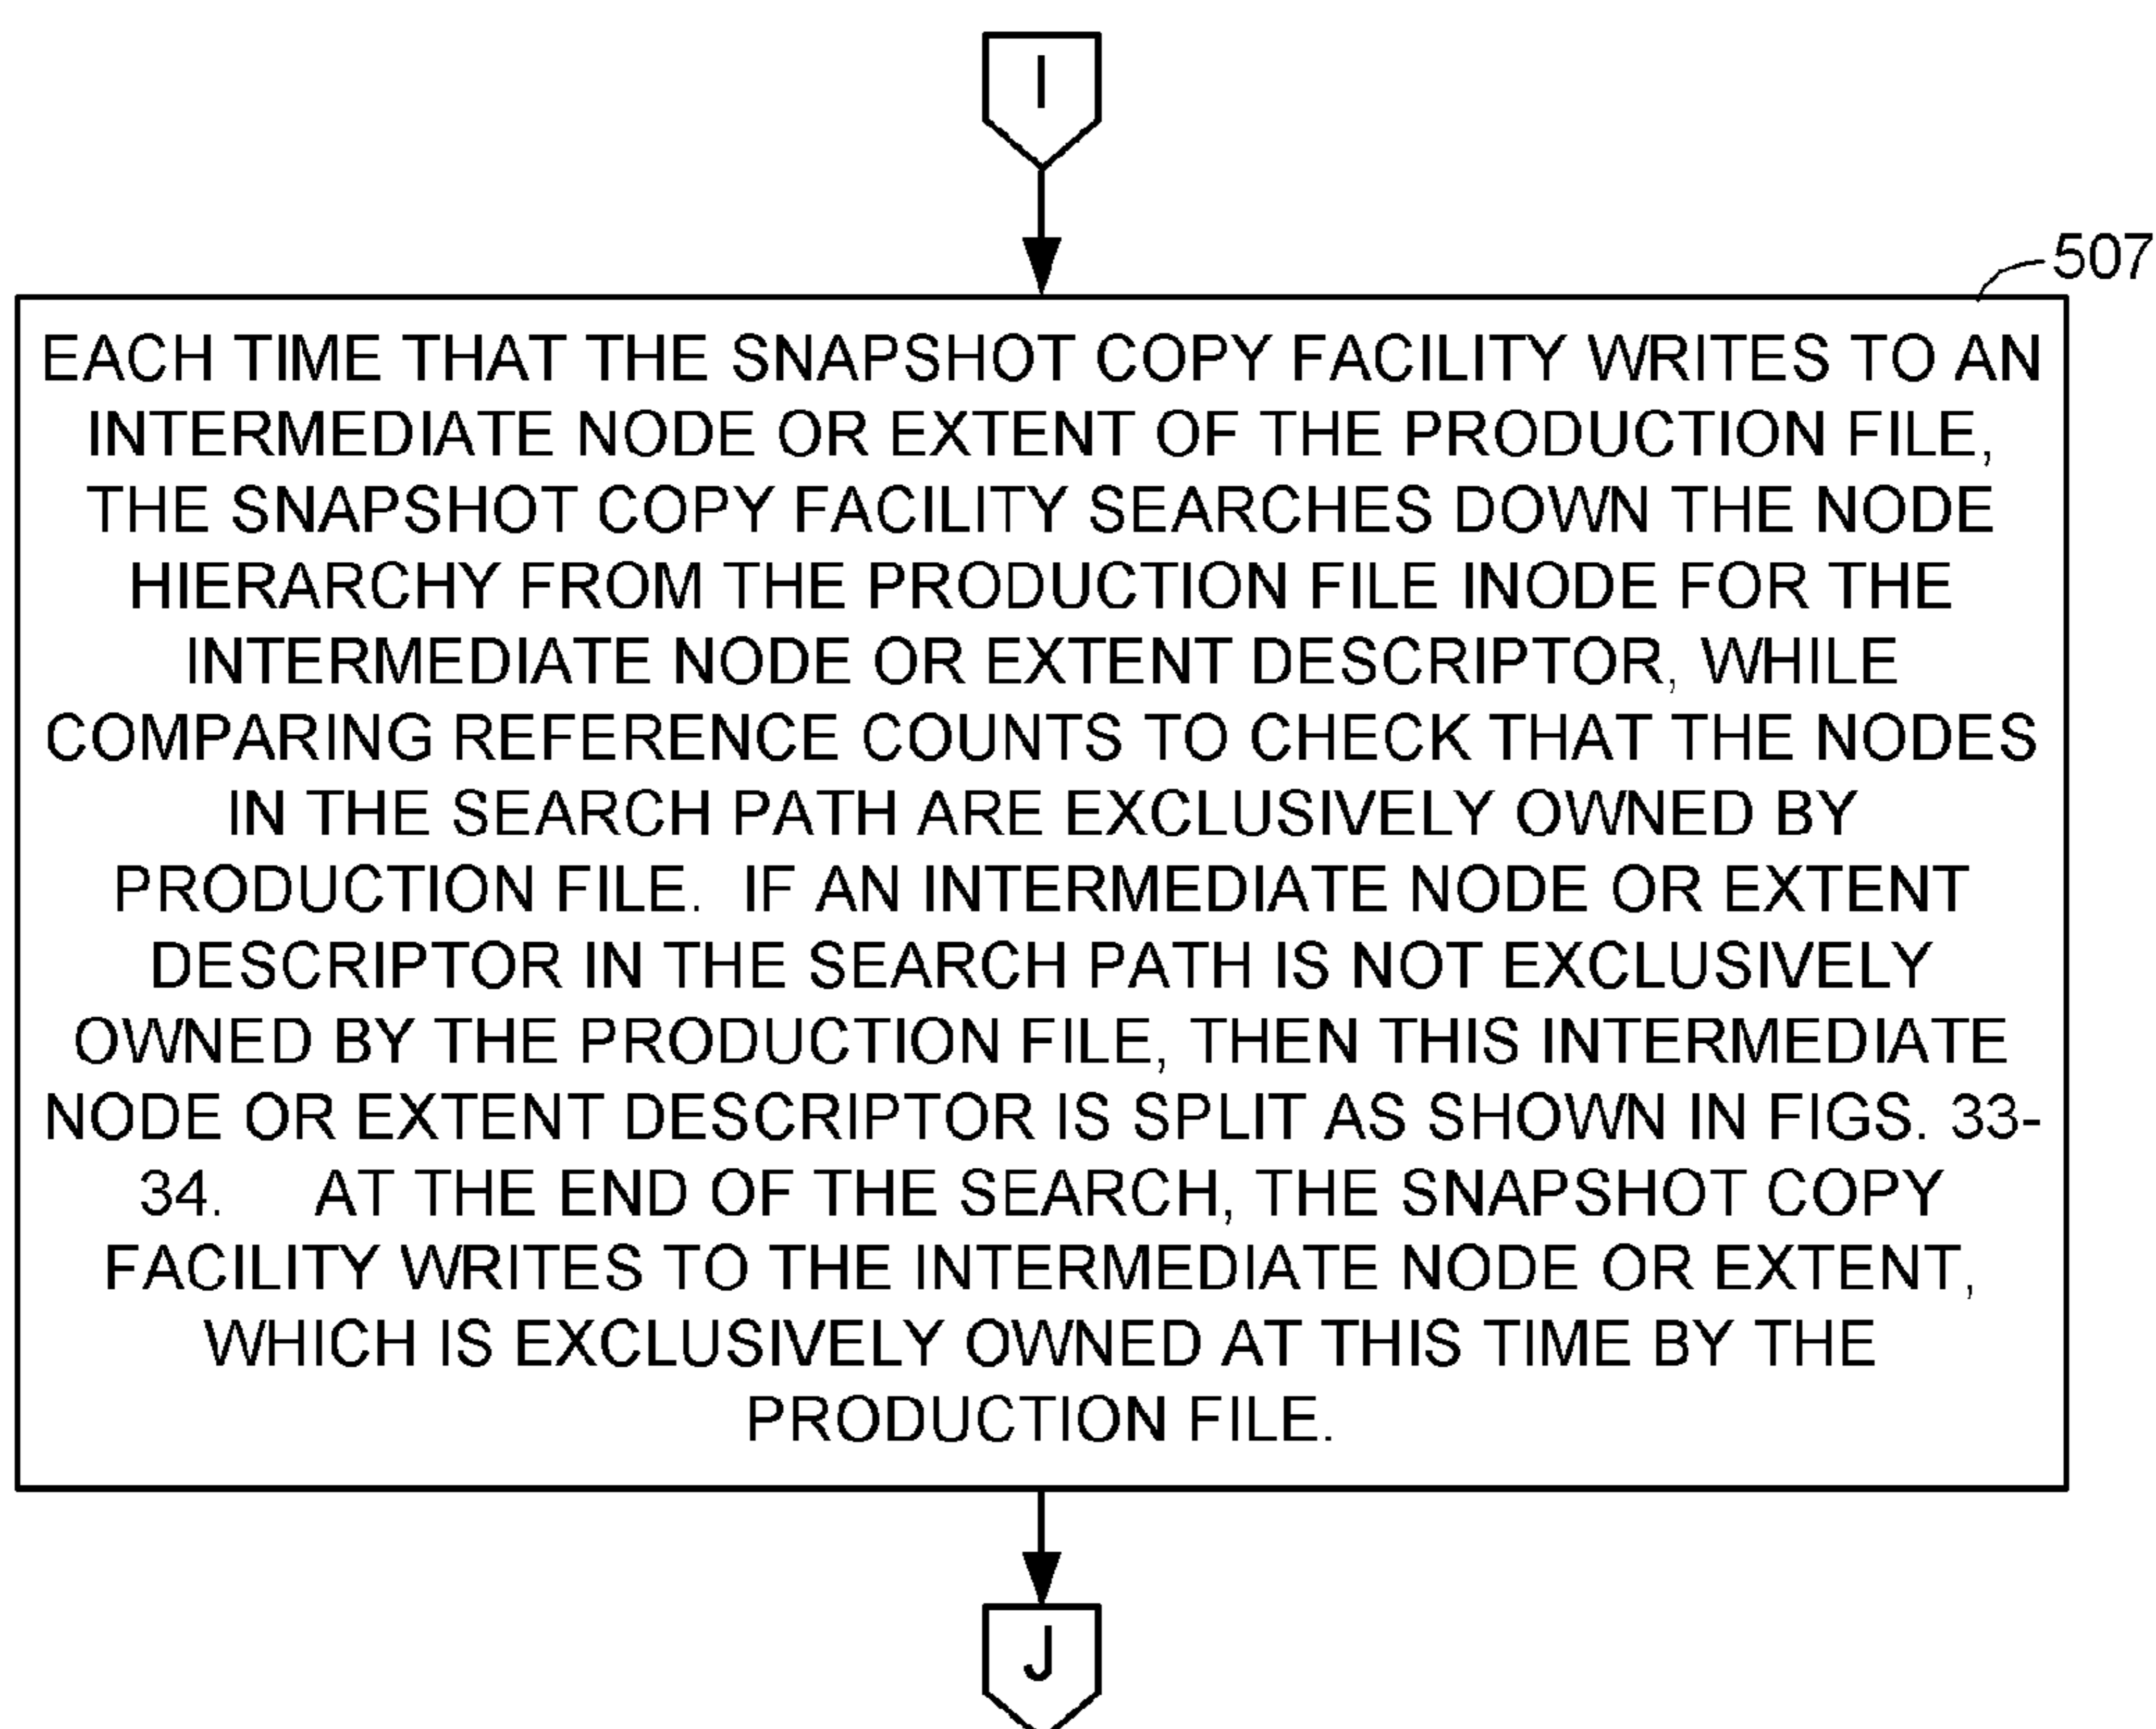 I
507
EACH TIME THAT THE SNAPSHOT COPY FACILITY WRITES TO AN
INTERMEDIATE NODE OR EXTENT OF THE PRODUCTION FILE,
THE SNAPSHOT COPY FACILITY SEARCHES DOWN THE NODE
HIERARCHY FROM THE PRODUCTION FILE INODE FOR THE
INTERMEDIATE NODE OR EXTENT DESCRIPTOR, WHILE
COMPARING REFERENCE COUNTS TO CHECK THAT THE NODES
IN THE SEARCH PATH ARE EXCLUSIVELY OWNED BY
PRODUCTION FILE. IF AN INTERMEDIATE NODE OR EXTENT
DESCRIPTOR IN THE SEARCH PATH IS NOT EXCLUSIVELY
OWNED BY THE PRODUCTION FILE, THEN THIS INTERMEDIATE
NODE OR EXTENT DESCRIPTOR IS SPLIT AS SHOWN IN FIGS. 33-
34. AT THE END OF THE SEARCH, THE SNAPSHOT COPY
FACILITY WRITES TO THE INTERMEDIATE NODE OR EXTENT,
WHICH IS EXCLUSIVELY OWNED AT THIS TIME BY THE
PRODUCTION FILE.
J